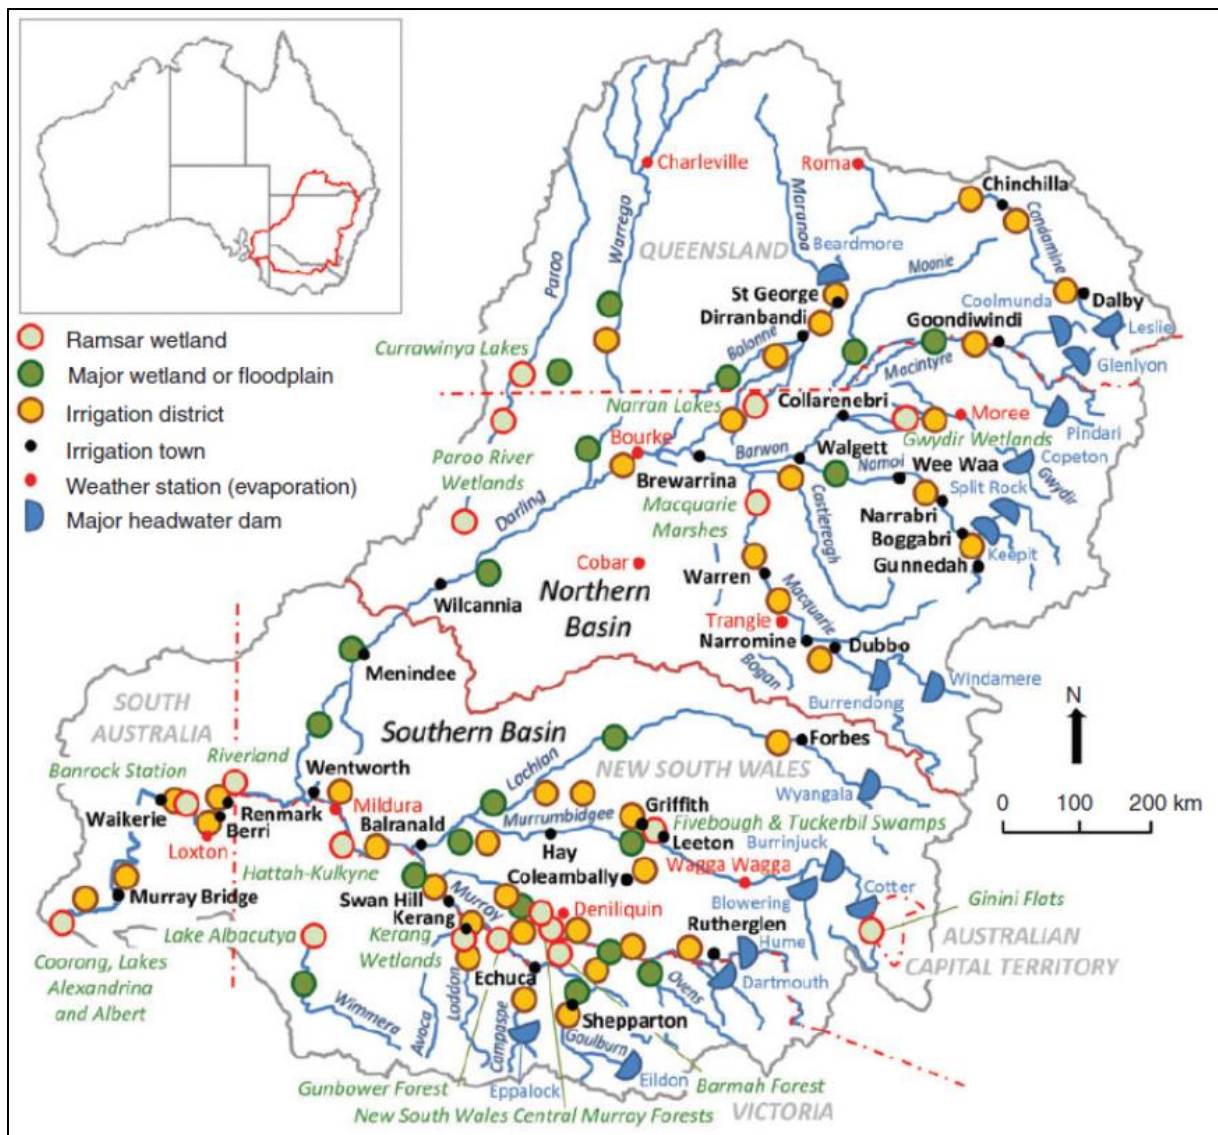 Charleville
Roma
Chinchilla
Condamine
Maranoa
Warrego
Paroo
QUEENSLAND
Beardmore
Moonie
St George
Dirranbandi
Balonne
Coolmunda
Dalby
Leslie
Goondiwindi
Glenlyon
Macintyre
Ramsar wetland
Major wetland or floodplain
Irrigation district
Irrigation town
Weather station (evaporation)
Major headwater dam
Currawinya Lakes
Narran Lakes
Collarenebri
Moree
Pindari
Gwydir Wetlands
Paroo River
Wetlands
Bourke
Barwon
Walgett
Copeton
Brewarrina
Namoi
Wee Waa
Gwydir
Split Rock
Darling
Macquarie
Marshes
Castlereagh
Narrabri
Boggabri
Keepit
Gunnedah
Cobar
Warren
Wilcannia
Northern
Basin
Macquarie
Trangie
Narromine
Dubbo
Menindee
Bogan
Burrendong
Windamere
N
SOUTH
AUSTRALIA
Southern Basin
Forbes
Riverland
Banrock Station
Lachlan
NEW SOUTH WALES
Wentworth
Wyangala
0 100 200 km
Waikerie
Renmark
Berri
Mildura
Balranald
Murrumbidgee
Griffith
Fivebough & Tuckerbil Swamps
Leeton
Loxton
Hay
Burrinjuck
Hattah-Kulkyne
Coleambally
Wagga Wagga
Murray Bridge
Swan Hill
Murray
Blowering
Cotter
Ginini Flats
Kerang
Deniliquin
Rutherglen
Lake Albacutya
Kerang
Wetlands
Hume
AUSTRALIAN
CAPITAL TERRITORY
Coorong, Lakes
Alexandrina
and Albert
Echuca
Dartmouth
Ovens
Wimmera
Avoca
Loddon
Campaspe
Shepparton
Goulburn
Eppalock
Eildon
Gunbower Forest
Barmah Forest
New South Wales Central Murray Forests
VICTORIA